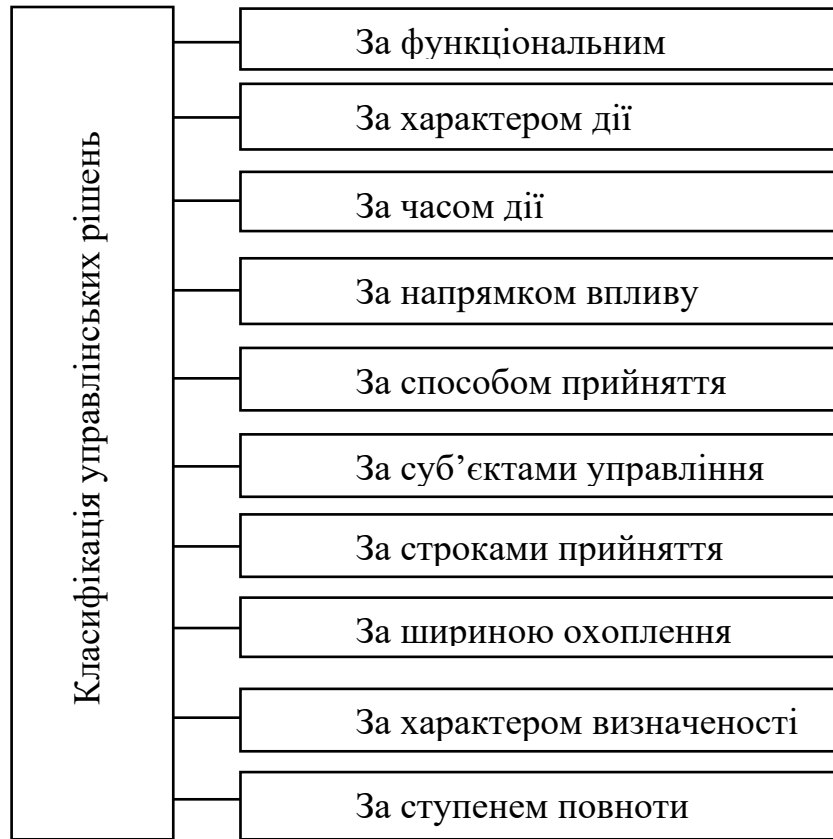 Класифікація управлінських рішень
За функціональним
За характером дії
За часом дії
За напрямком впливу
За способом прийняття
За суб’єктами управління
За строками прийняття
За шириною охоплення
За характером визначеності
За ступенем повноти